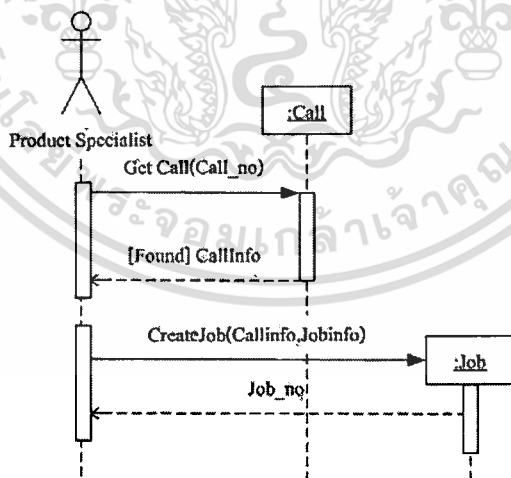 :Call
Product Specialist
Get Call(Call_no)
[Found] CallInfo
CreateJob(Callinfo,Jobinfo)
:Job
Job_no